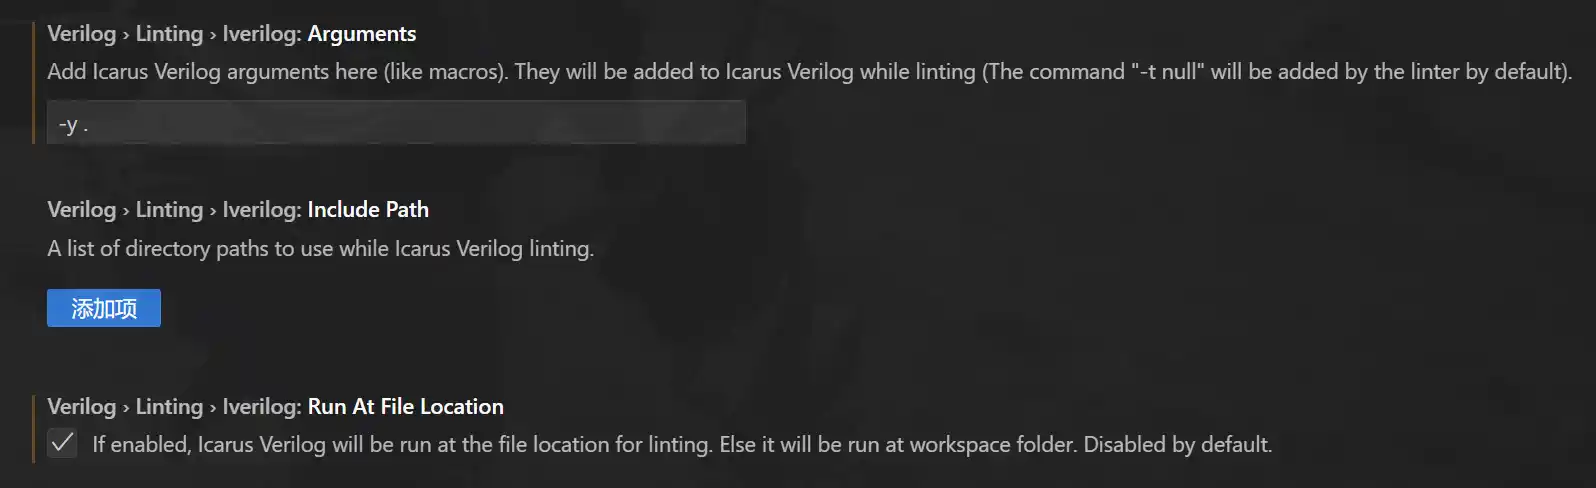 Verilog › Linting › Iverilog: Arguments
Add Icarus Verilog arguments here (like macros). They will be added to Icarus Verilog while linting (The command "-t null" will be added by the linter by default).
-y .
Verilog › Linting › Iverilog: Include Path
A list of directory paths to use while Icarus Verilog linting.
添加项
Verilog › Linting › Iverilog: Run At File Location
If enabled, Icarus Verilog will be run at the file location for linting. Else it will be run at workspace folder. Disabled by default.